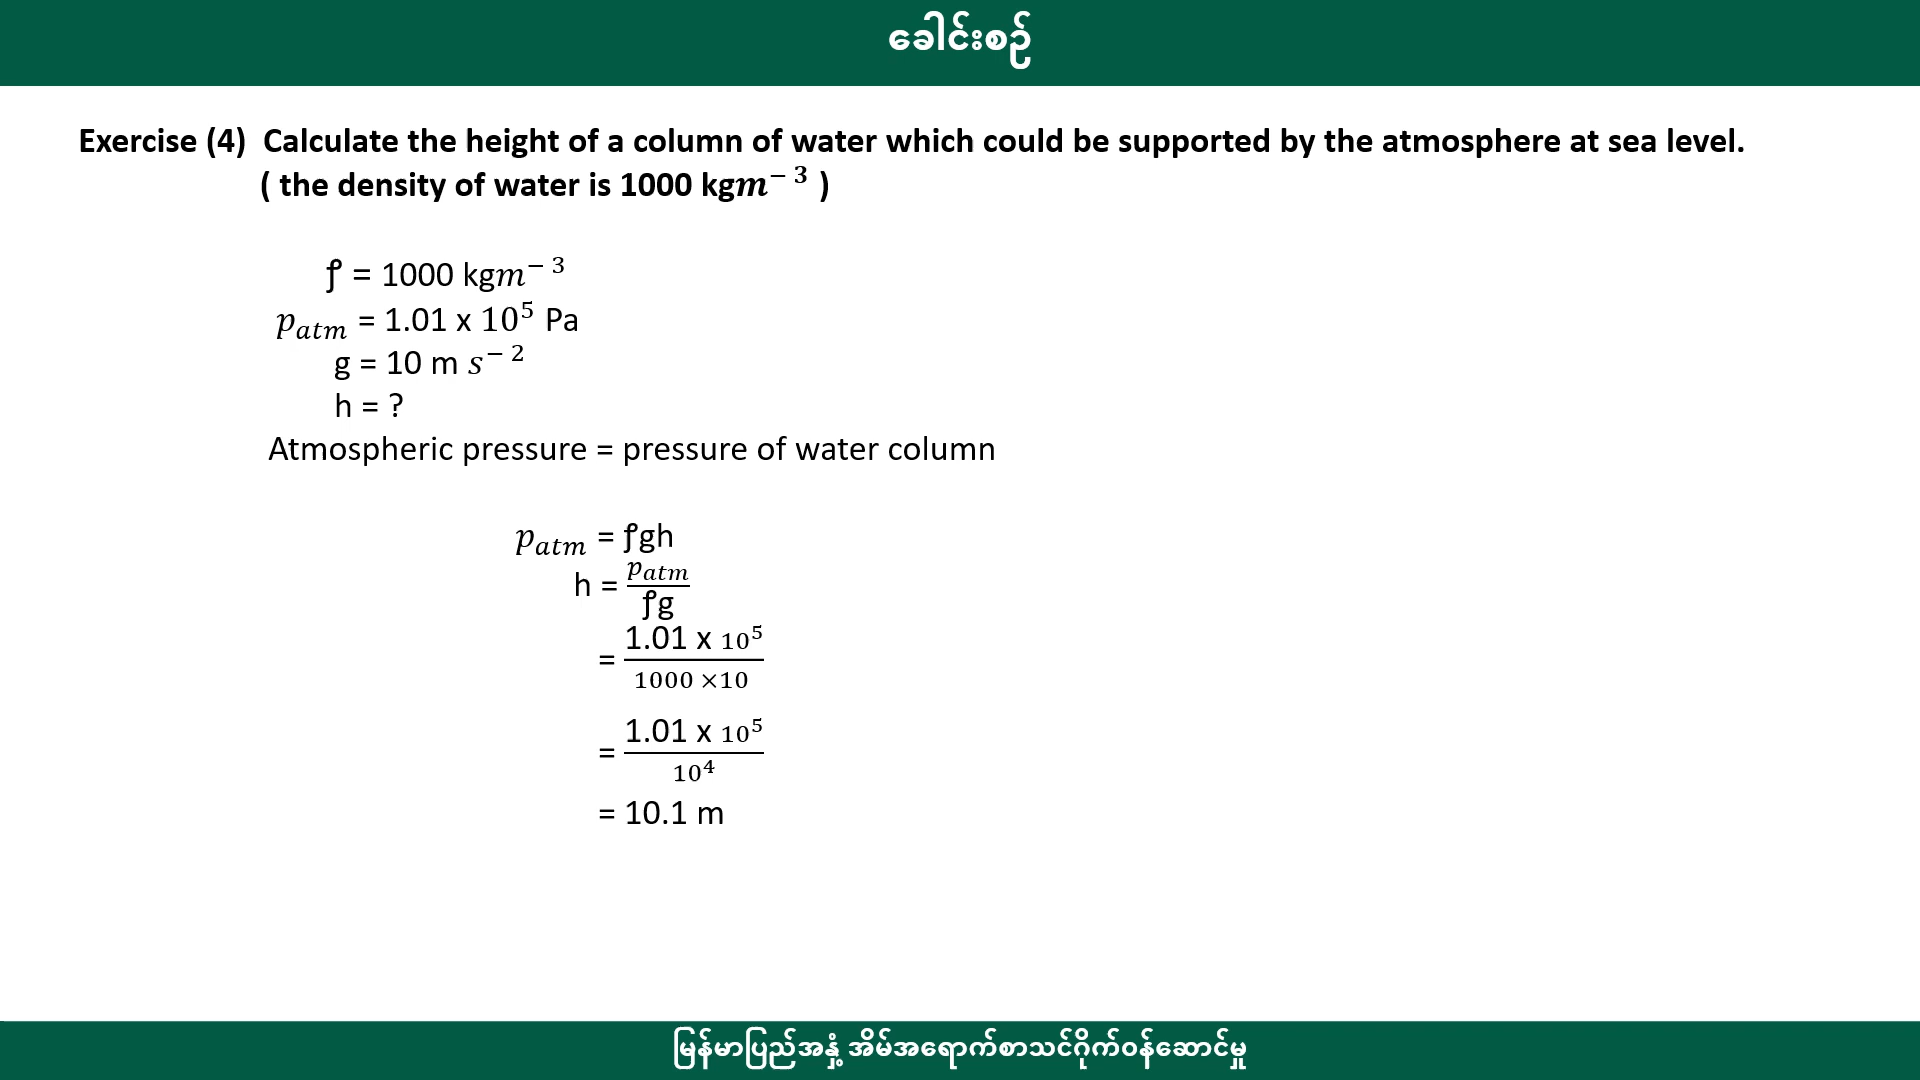 ခေါင်းစဉ်
Exercise (4)  Calculate the height of a column of water which could be supported by the atmosphere at sea level.
( the density of water is 1000 kgm⁻³ )
ƒ = 1000 kgm⁻³
pₐₜₘ = 1.01 x 10⁵ Pa
g = 10 m s⁻²
h = ?
Atmospheric pressure = pressure of water column
pₐₜₘ = ƒgh
h = pₐₜₘ / ƒg
= 1.01 x 10⁵ / 1000 ×10
= 1.01 x 10⁵ / 10⁴
= 10.1 m
မြန်မာပြည်အနှံ့ အိမ်အရောက်စာသင်ဂိုက်ဝန်ဆောင်မှု